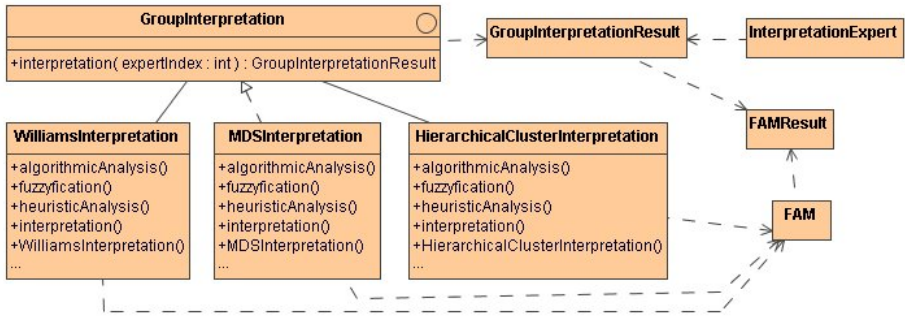 GroupInterpretation
+interpretation( expertIndex : int ) : GroupInterpretationResult
GroupInterpretationResult
InterpretationExpert
WilliamsInterpretation
+algorithmicAnalysis()
+fuzzyfication()
+heuristicAnalysis()
+interpretation()
+WilliamsInterpretation()
...
MDSInterpretation
+algorithmicAnalysis()
+fuzzyfication()
+heuristicAnalysis()
+interpretation()
+MDSInterpretation()
...
HierarchicalClusterInterpretation
+algorithmicAnalysis()
+fuzzyfication()
+heuristicAnalysis()
+interpretation()
+HierarchicalClusterInterpretation()
...
FAMResult
FAM